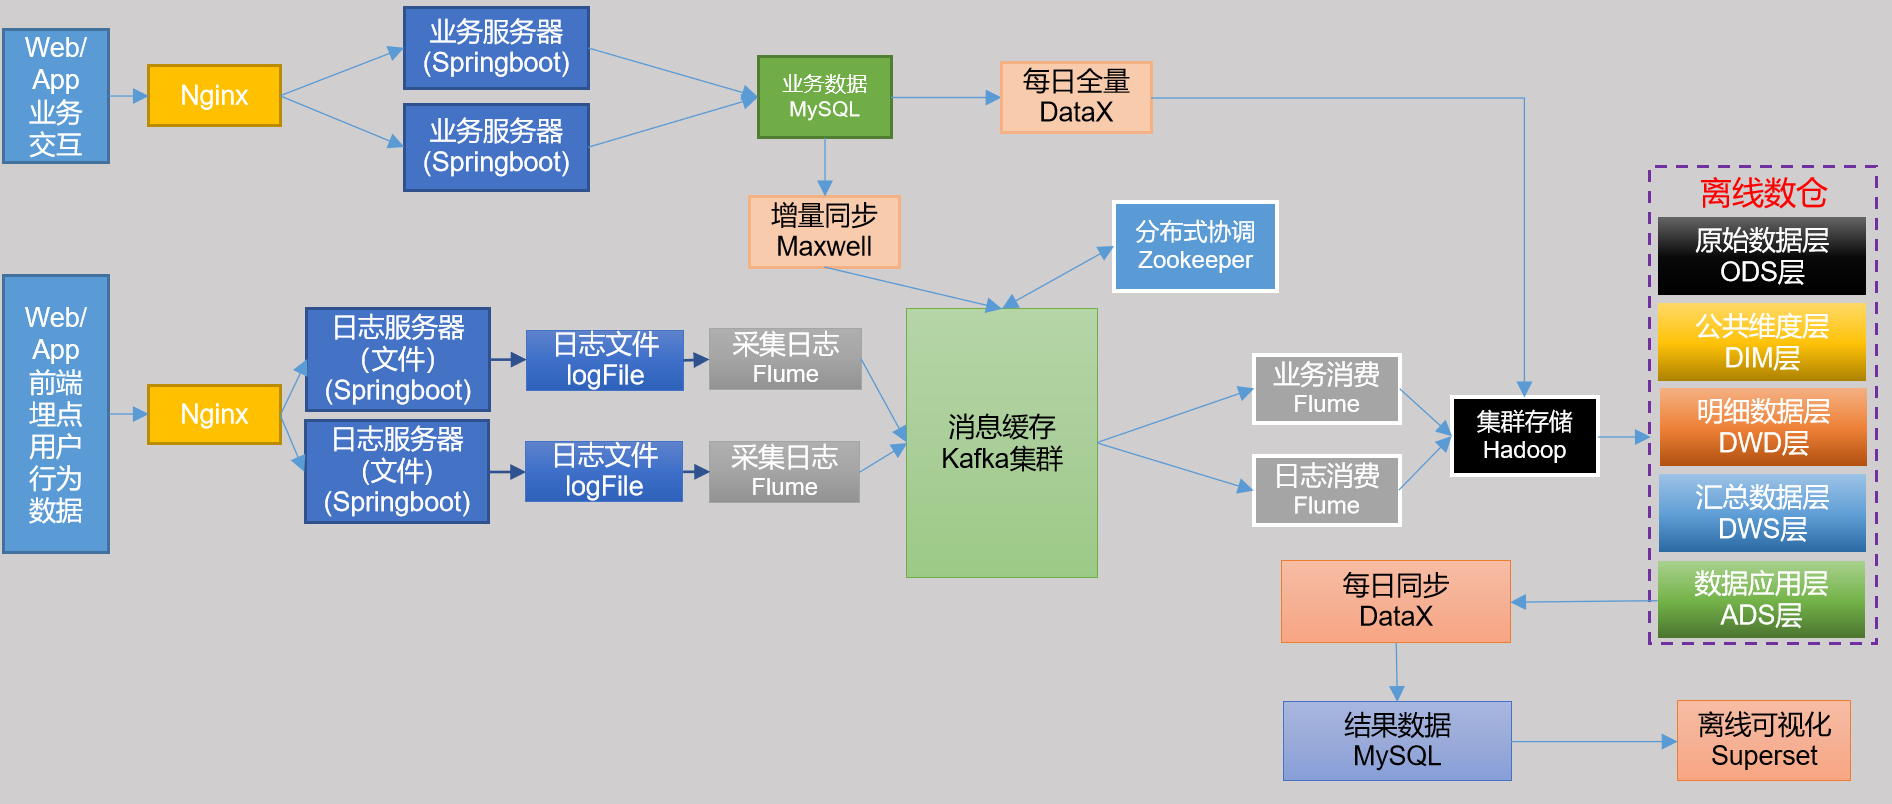 Web/
App
业务
交互
Nginx
业务服务器
(Springboot)
业务服务器
(Springboot)
业务数据
MySQL
每日全量
DataX
增量同步
Maxwell
分布式协调
Zookeeper
Web/
App
前端
埋点
用户
行为
数据
Nginx
日志服务器
(文件)
(Springboot)
日志服务器
(文件)
(Springboot)
日志文件
logFile
日志文件
logFile
采集日志
Flume
采集日志
Flume
消息缓存
Kafka集群
业务消费
Flume
日志消费
Flume
集群存储
Hadoop
离线数仓
原始数据层
ODS层
公共维度层
DIM层
明细数据层
DWD层
汇总数据层
DWS层
数据应用层
ADS层
每日同步
DataX
结果数据
MySQL
离线可视化
Superset